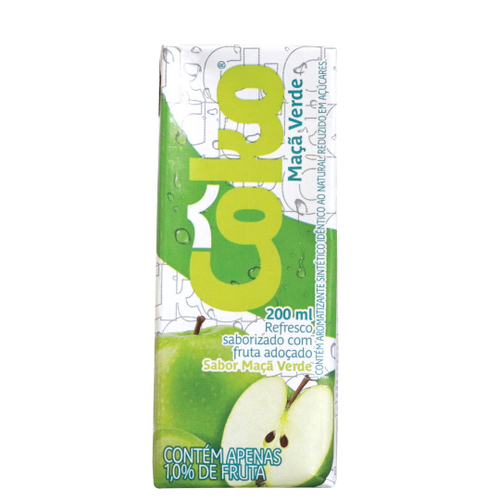 Coko®
Maçã Verde
CONTÉM AROMATIZANTE SINTÉTICO IDÊNTICO AO NATURAL. REDUZIDO EM AÇÚCARES.
200 ml
Refresco
saborizado com
fruta adoçado
Sabor Maçã Verde
CONTÉM APENAS
1,0% DE FRUTA